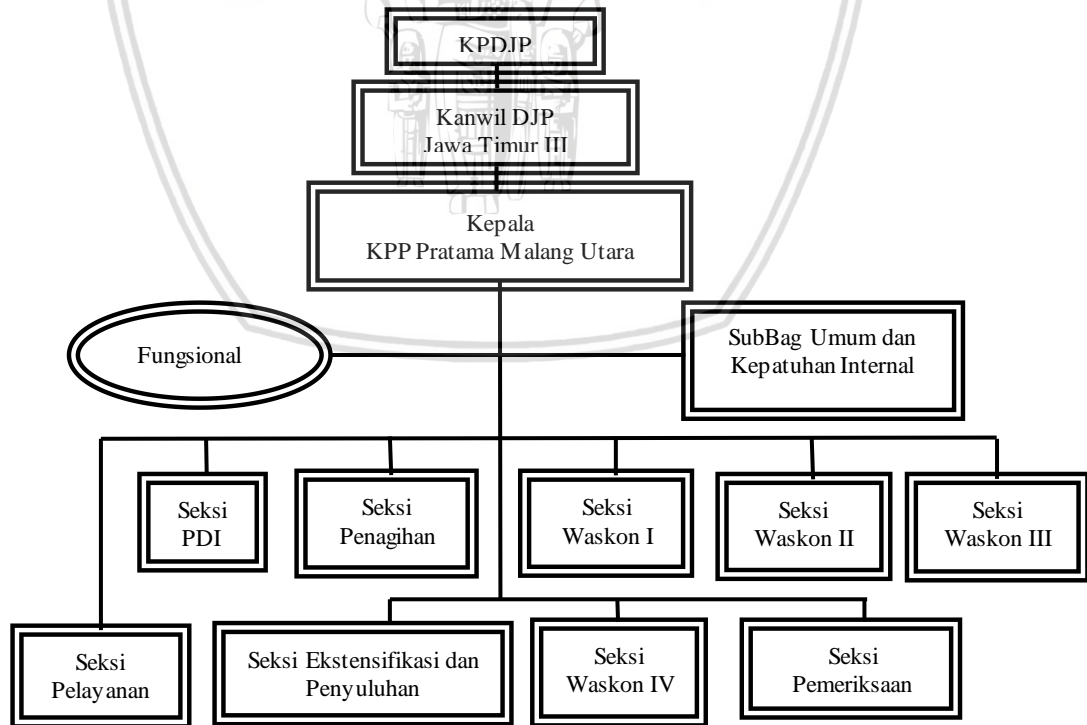 KPDJP
Kanwil DJP
Jawa Timur III
Kepala
KPP Pratama Malang Utara
Fungsional
SubBag Umum dan
Kepatuhan Internal
Seksi
PDI
Seksi
Penagihan
Seksi
Waskon I
Seksi
Waskon II
Seksi
Waskon III
Seksi
Pelayanan
Seksi Ekstensifikasi dan
Penyuluhan
Seksi
Waskon IV
Seksi
Pemeriksaan